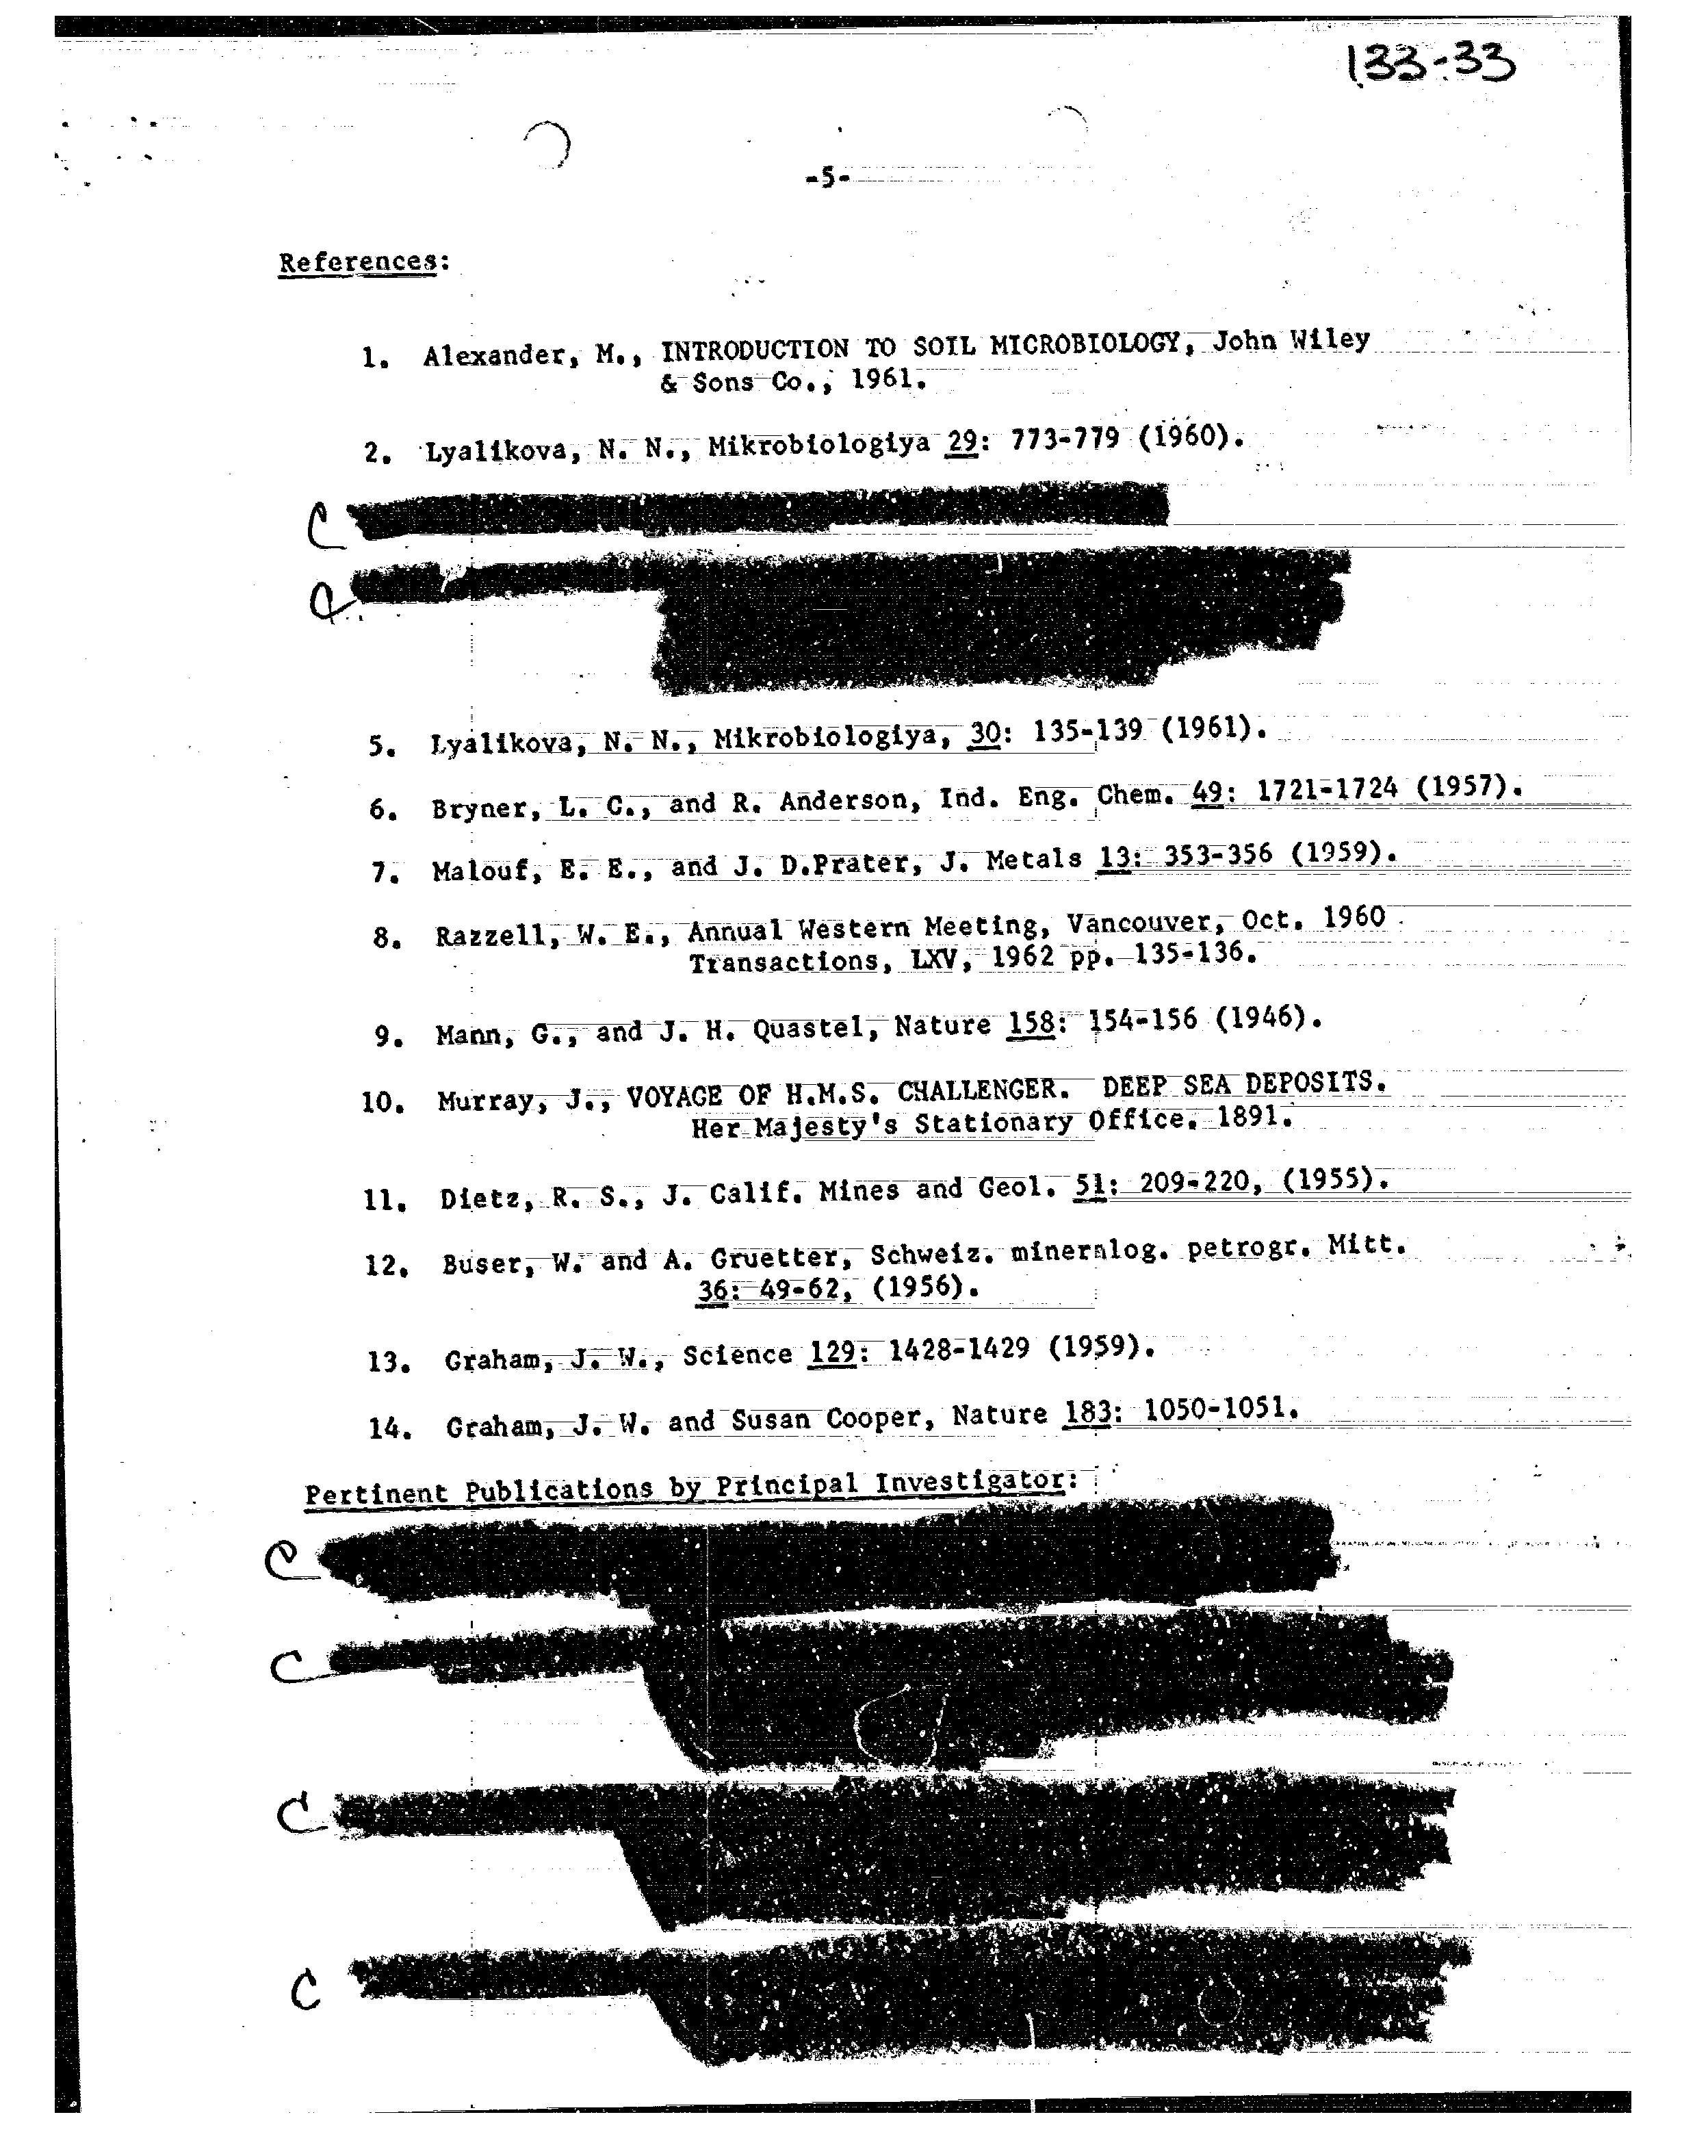 133-33
-5-
References:
1. Alexander, M., INTRODUCTION TO SOIL MICROBIOLOGY, John Wiley
& Sons Co., 1961.
2. Lyalikova, N. N., Mikrobiologiya 29: 773-779 (1960).
C
C
5. Lyalikova, N. N., Mikrobiologiya, 30: 135-139 (1961).
6. Bryner, L. C., and R. Anderson, Ind. Eng. Chem. 49: 1721-1724 (1957).
7. Malouf, E. E., and J. D.Prater, J. Metals 13: 353-356 (1959).
8. Razzell, W. E., Annual Western Meeting, Vancouver, Oct. 1960
Transactions, LXV, 1962 pp. 135-136.
9. Mann, G., and J. H. Quastel, Nature 158: 154-156 (1946).
10. Murray, J., VOYAGE OF H.M.S. CHALLENGER. DEEP SEA DEPOSITS.
Her Majesty's Stationary Office. 1891.
11. Dietz, R. S., J. Calif. Mines and Geol. 51: 209-220, (1955).
12. Buser, W. and A. Gruetter, Schweiz. mineralog. petrogr. Mitt.
36: 49-62, (1956).
13. Graham, J. W., Science 129: 1428-1429 (1959).
14. Graham, J. W. and Susan Cooper, Nature 183: 1050-1051.
Pertinent Publications by Principal Investigator:
C
C
C
C